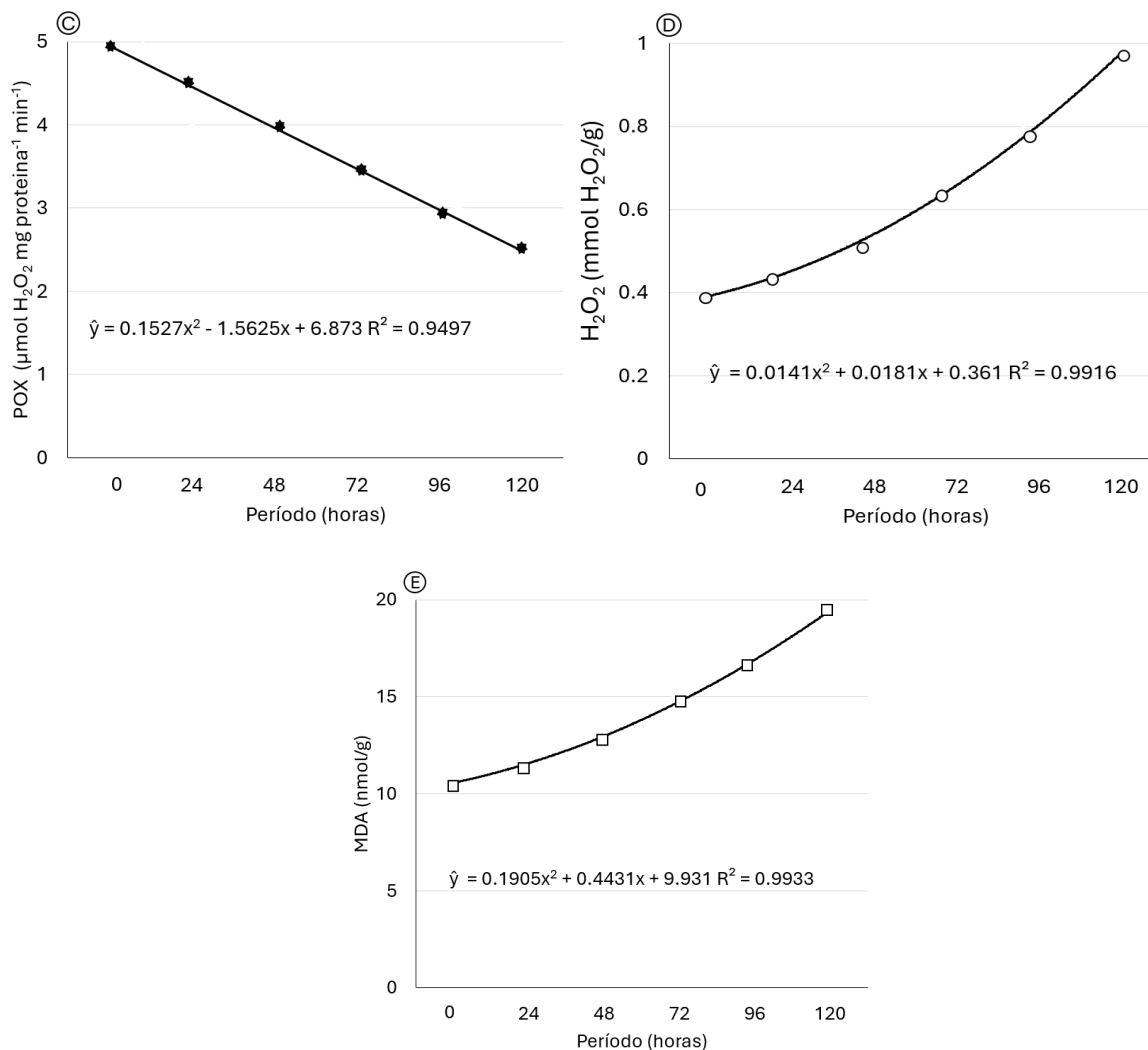 C
5
4
3
2
1
0
POX (µmol H₂O₂ mg proteina⁻¹ min⁻¹)
ŷ = 0.1527x² - 1.5625x + 6.873 R² = 0.9497
0 24 48 72 96 120
Período (horas)
D
1
0.8
0.6
0.4
0.2
0
H₂O₂ (mmol H₂O₂/g)
ŷ = 0.0141x² + 0.0181x + 0.361 R² = 0.9916
0 24 48 72 96 120
Período (horas)
E
20
15
10
5
0
MDA (nmol/g)
ŷ = 0.1905x² + 0.4431x + 9.931 R² = 0.9933
0 24 48 72 96 120
Período (horas)